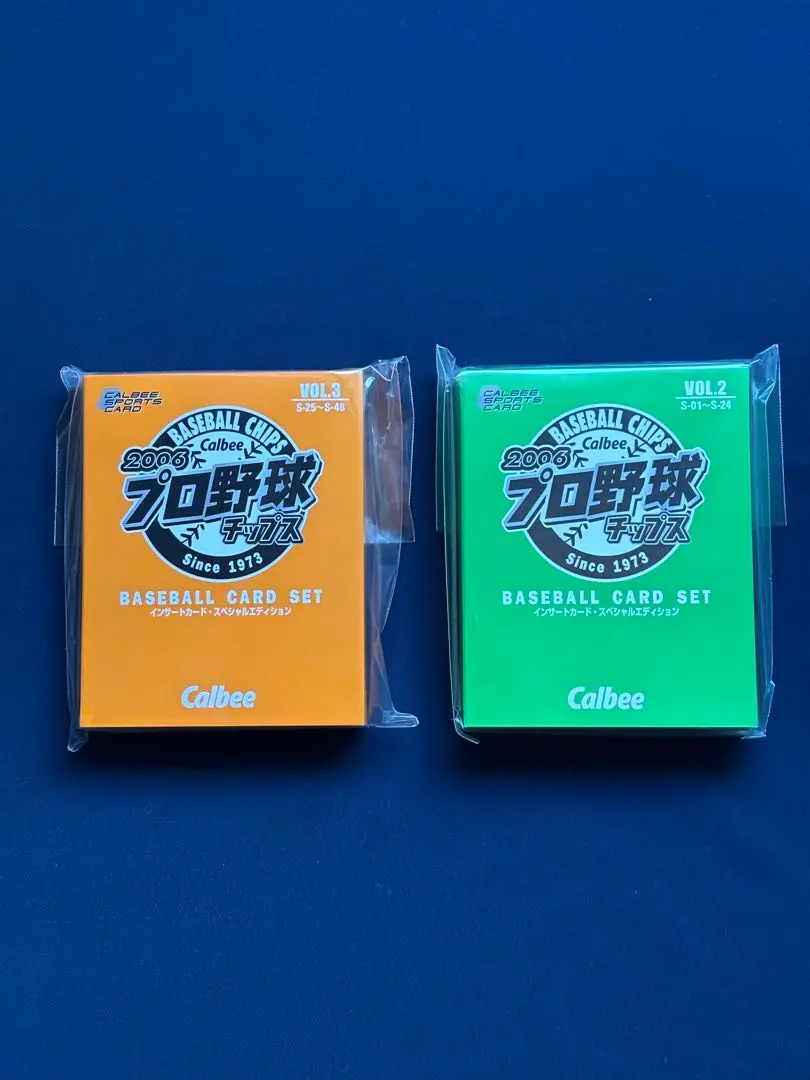 CALBEE
SPORTS
CARD
VOL.3
S-25~S-48
BASEBALL CHIPS
Calbee
2006
プロ野球
チップス
Since 1973
BASEBALL CARD SET
インサートカード・スペシャルエディション
Calbee
CALBEE
SPORTS
CARD
VOL.2
S-01~S-24
BASEBALL CHIPS
Calbee
2006
プロ野球
チップス
Since 1973
BASEBALL CARD SET
インサートカード・スペシャルエディション
Calbee